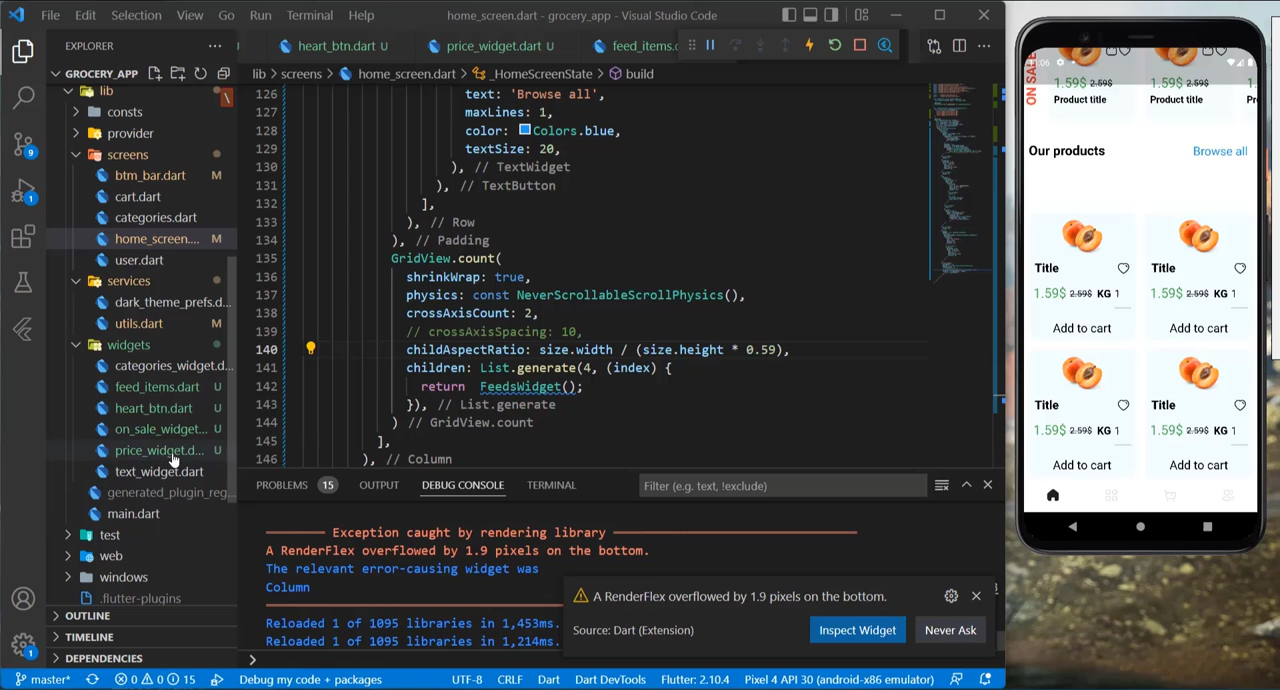 File Edit Selection View Go Run Terminal Help
home_screen.dart - grocery_app - Visual Studio Code
EXPLORER
GROCERY_APP
lib
consts
provider
screens
btm_bar.dart M
cart.dart
categories.dart
home_screen.... M
user.dart
services
dark_theme_prefs.d...
utils.dart M
widgets
categories_widget.d...
feed_items.dart U
heart_btn.dart U
on_sale_widget... U
price_widget.d... U
text_widget.dart
generated_plugin_reg...
main.dart
test
web
windows
.flutter-plugins
OUTLINE
TIMELINE
DEPENDENCIES
9
1
1
heart_btn.dart U
price_widget.dart U
feed_items.
lib > screens > home_screen.dart > _HomeScreenState > build
126 text: 'Browse all',
127 maxLines: 1,
128 color: Colors.blue,
129 textSize: 20,
130 ), // TextWidget
131 ), // TextButton
132 ],
133 ), // Row
134 ), // Padding
135 GridView.count(
136 shrinkWrap: true,
137 physics: const NeverScrollableScrollPhysics(),
138 crossAxisCount: 2,
139 // crossAxisSpacing: 10,
140 childAspectRatio: size.width / (size.height * 0.59),
141 children: List.generate(4, (index) {
142 return FeedsWidget();
143 }), // List.generate
144 ) // GridView.count
145 ],
146 ), // Column
PROBLEMS 15 OUTPUT DEBUG CONSOLE TERMINAL
Filter (e.g. text, !exclude)
Exception caught by rendering library
A RenderFlex overflowed by 1.9 pixels on the bottom.
The relevant error-causing widget was
Column
Reloaded 1 of 1095 libraries in 1,453ms.
Reloaded 1 of 1095 libraries in 1,214ms.
A RenderFlex overflowed by 1.9 pixels on the bottom.
Source: Dart (Extension)
Inspect Widget
Never Ask
master* 0 0 15 Debug my code + packages UTF-8 CRLF Dart Dart DevTools Flutter: 2.10.4 Pixel 4 API 30 (android-x86 emulator)
ON SALE
1.59$ 2.59$ 1.59$ 2.59$
Product title Product title
Our products Browse all
Title Title
1.59$ 2.59$ KG 1 1.59$ 2.59$ KG 1
Add to cart Add to cart
Title Title
1.59$ 2.59$ KG 1 1.59$ 2.59$ KG 1
Add to cart Add to cart